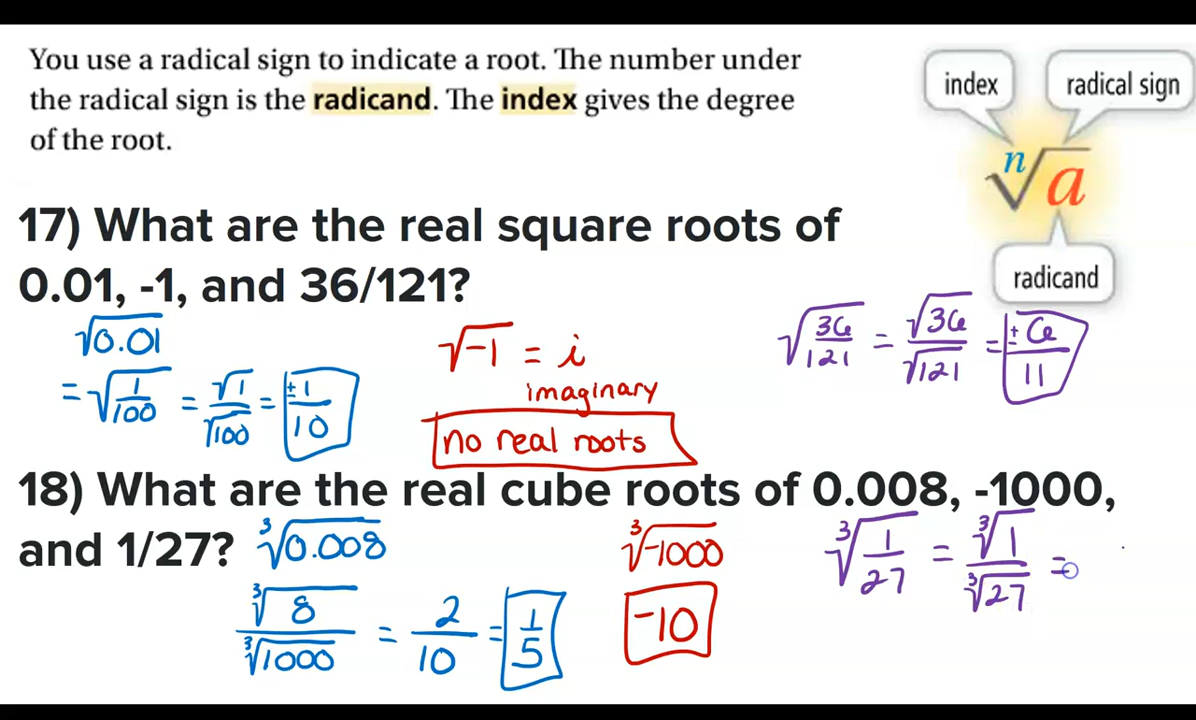 You use a radical sign to indicate a root. The number under
the radical sign is the radicand. The index gives the degree
of the root.
index
radical sign
ⁿ√a
radicand
17) What are the real square roots of
0.01, -1, and 36/121?
√0.01
= √(1/100) = √1/√100 = ±1/10
√-1 = i
imaginary
no real roots
√(36/121) = √36/√121 = ±6/11
18) What are the real cube roots of 0.008, -1000,
and 1/27?
∛0.008
∛8/∛1000 = 2/10 = 1/5
∛-1000
-10
∛(1/27) = ∛1/∛27 =